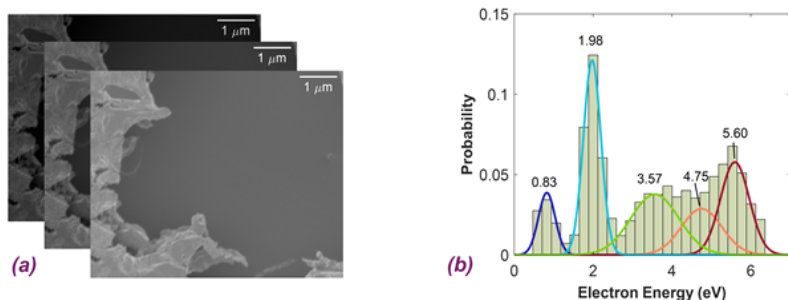 1 μm
1 μm
1 μm
(a)
(b)
0.15
0.1
0.05
0
Probability
0.83
1.98
3.57
4.75
5.60
0 2 4 6
Electron Energy (eV)